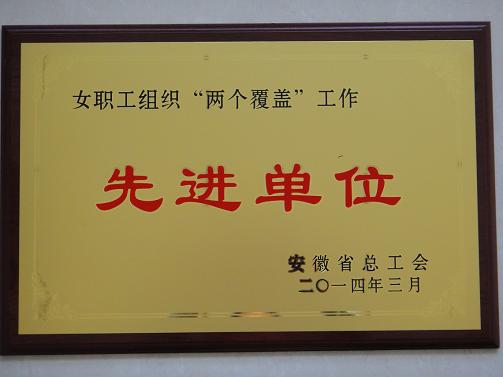 女职工组织“两个覆盖”工作
先进单位
安徽省总工会
二〇一四年三月